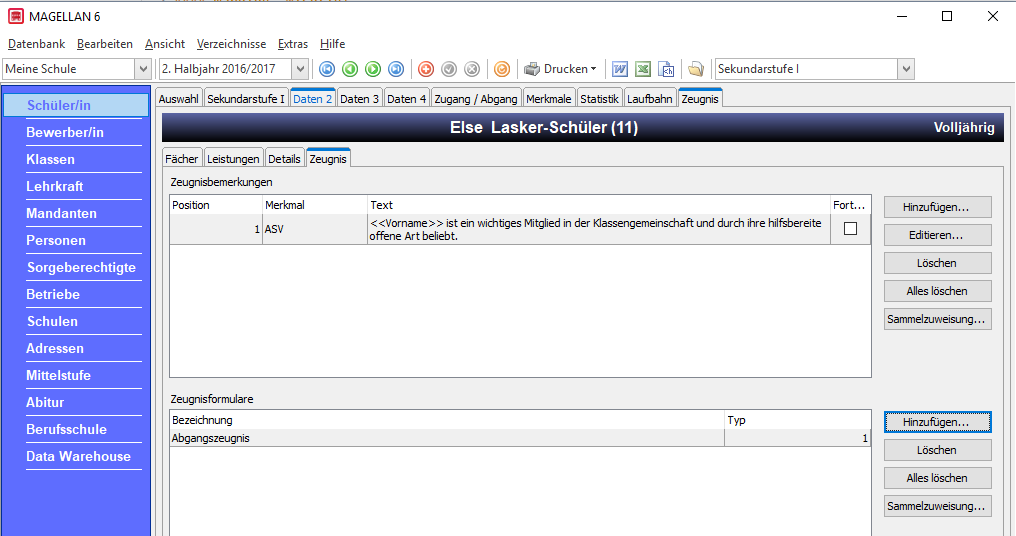 MAGELLAN 6
Datenbank Bearbeiten Ansicht Verzeichnisse Extras Hilfe
Meine Schule 2. Halbjahr 2016/2017 Drucken Sekundarstufe I
Schüler/in
Bewerber/in
Klassen
Lehrkraft
Mandanten
Personen
Sorgeberechtigte
Betriebe
Schulen
Adressen
Mittelstufe
Abitur
Berufsschule
Data Warehouse
Auswahl Sekundarstufe I Daten 2 Daten 3 Daten 4 Zugang / Abgang Merkmale Statistik Laufbahn Zeugnis
Else Lasker-Schüler (11) Volljährig
Fächer Leistungen Details Zeugnis
Zeugnisbemerkungen
Position Merkmal Text Fort...
1 ASV <<Vorname>> ist ein wichtiges Mitglied in der Klassengemeinschaft und durch ihre hilfsbereite
offene Art beliebt.
Hinzufügen...
Editieren...
Löschen
Alles löschen
Sammelzuweisung...
Zeugnisformulare
Bezeichnung Typ
Abgangszeugnis 1
Hinzufügen...
Löschen
Alles löschen
Sammelzuweisung...